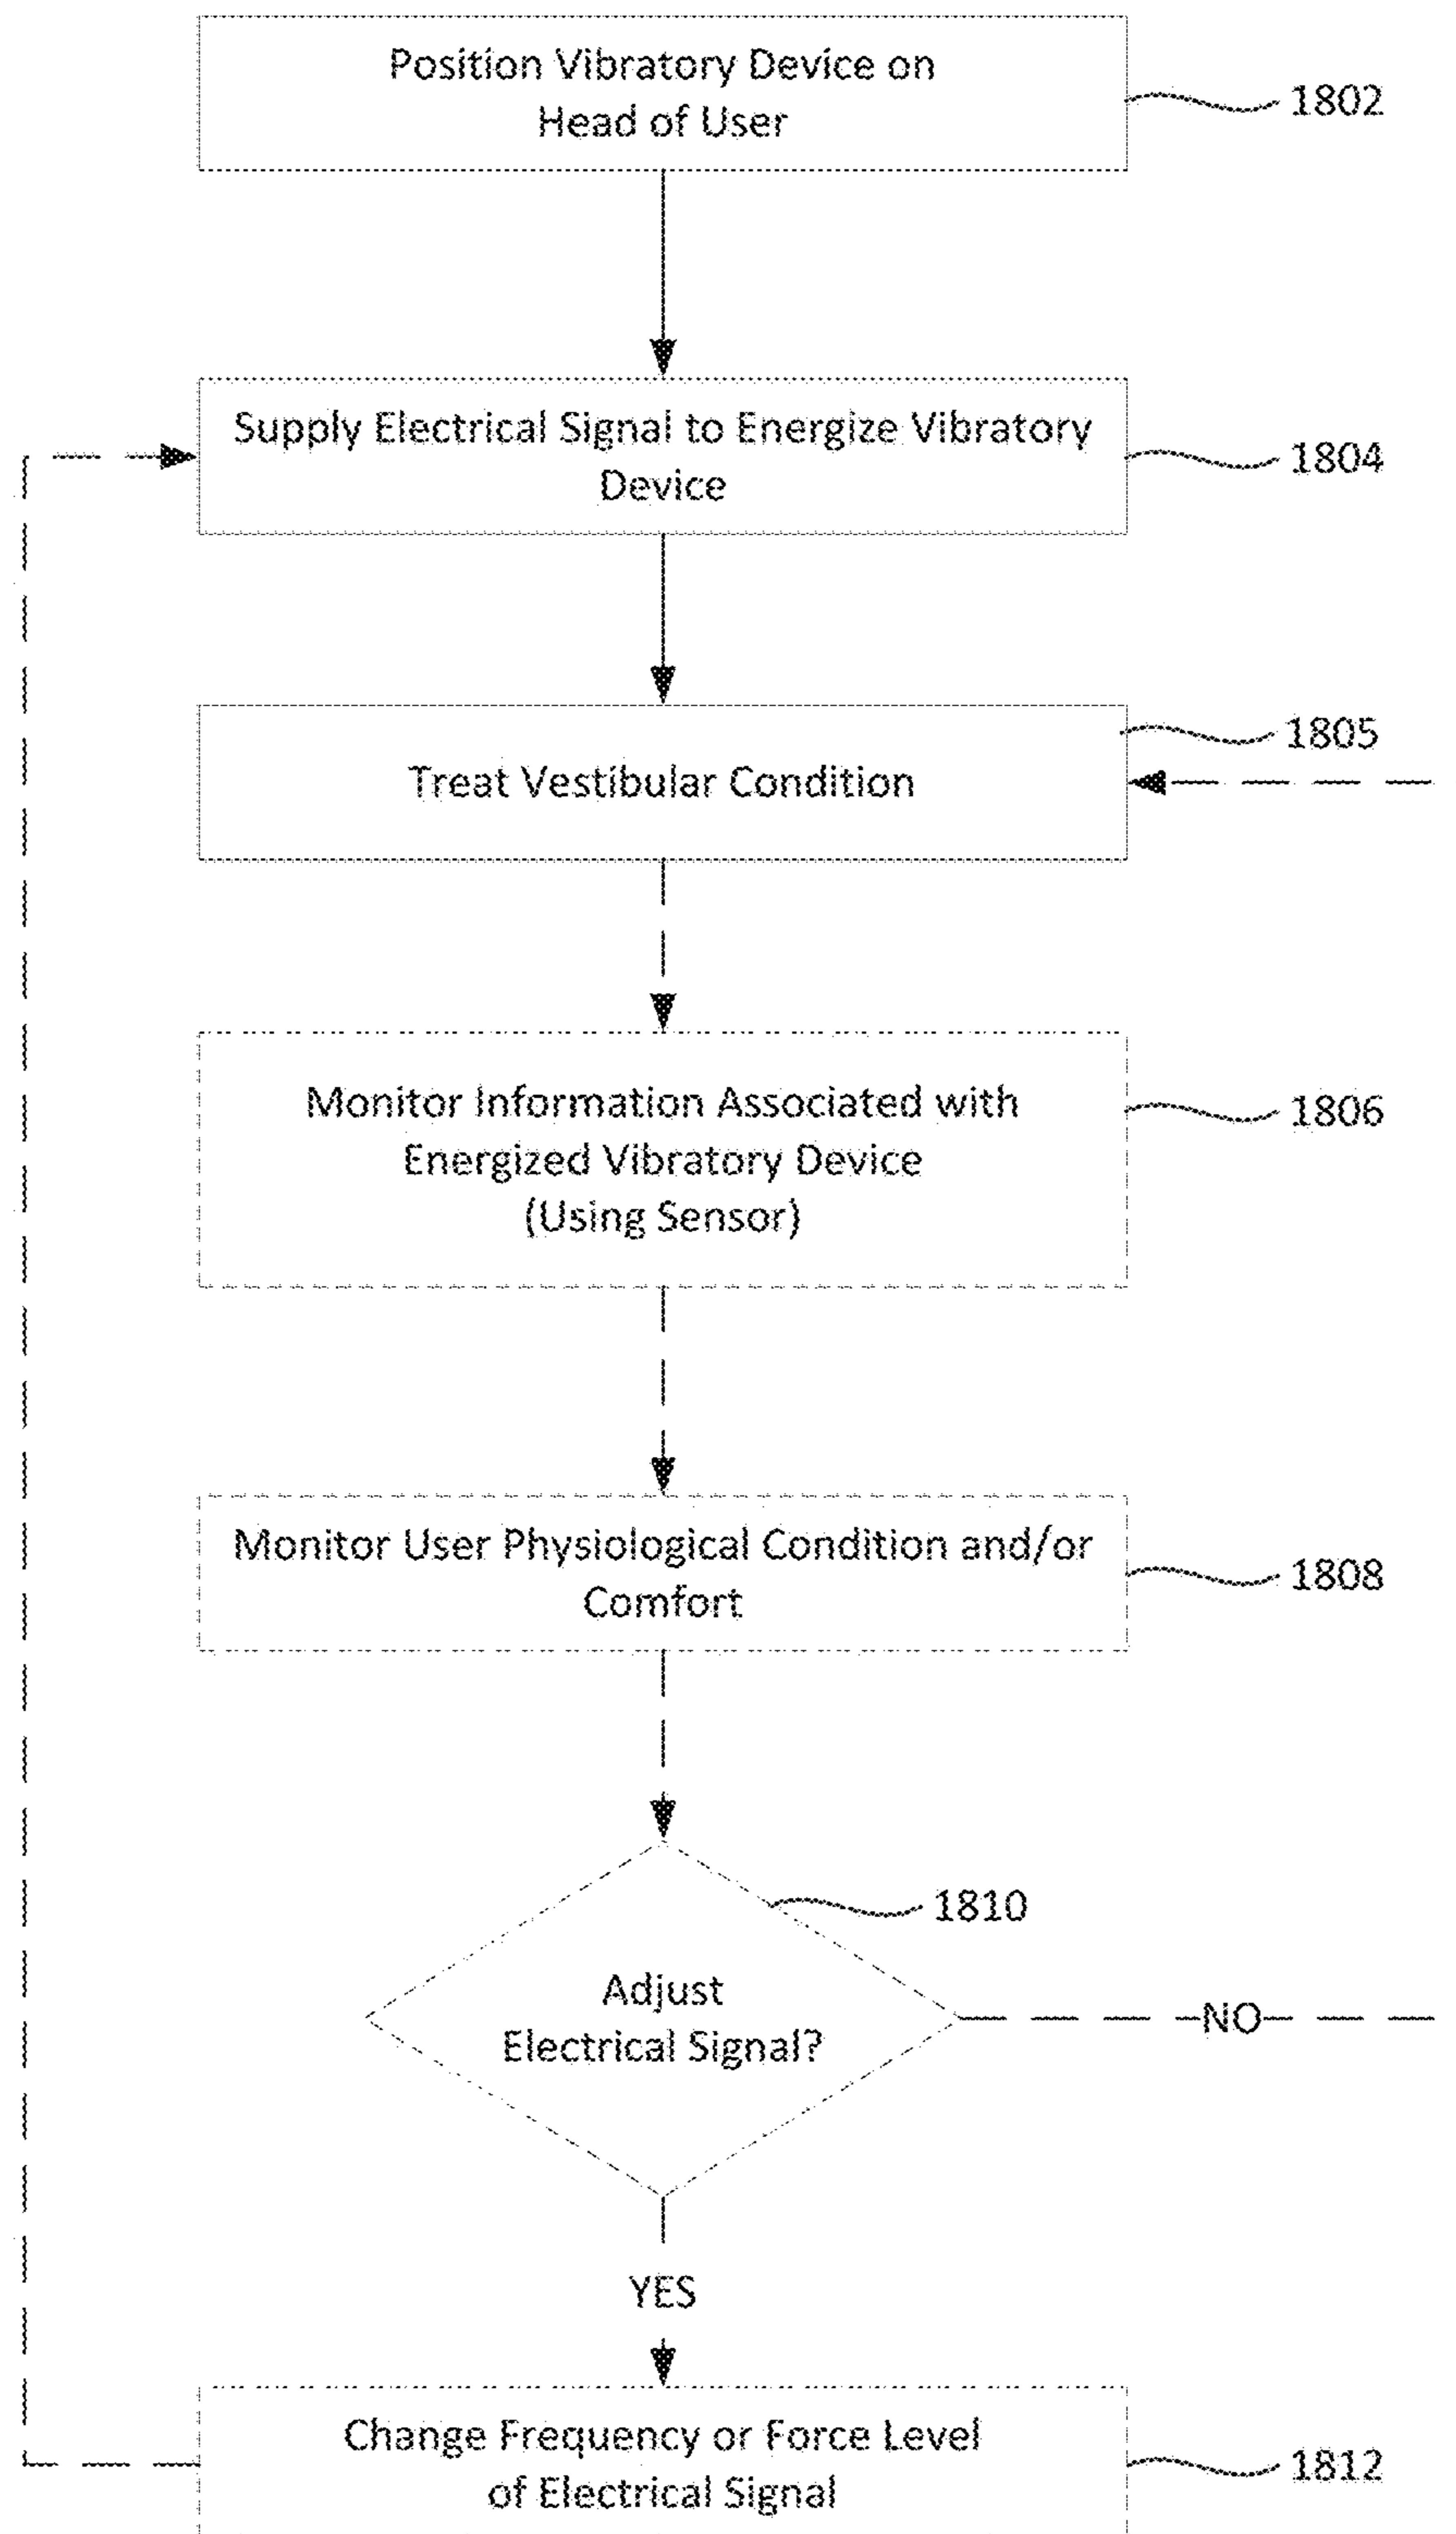 Position Vibratory Device on
Head of User
1802
Supply Electrical Signal to Energize Vibratory
Device
1804
1805
Treat Vestibular Condition
Monitor Information Associated with
Energized Vibratory Device
(Using Sensor)
1806
Monitor User Physiological Condition and/or
Comfort
1808
1810
Adjust
Electrical Signal?
NO
YES
Change Frequency or Force Level
of Electrical Signal
1812